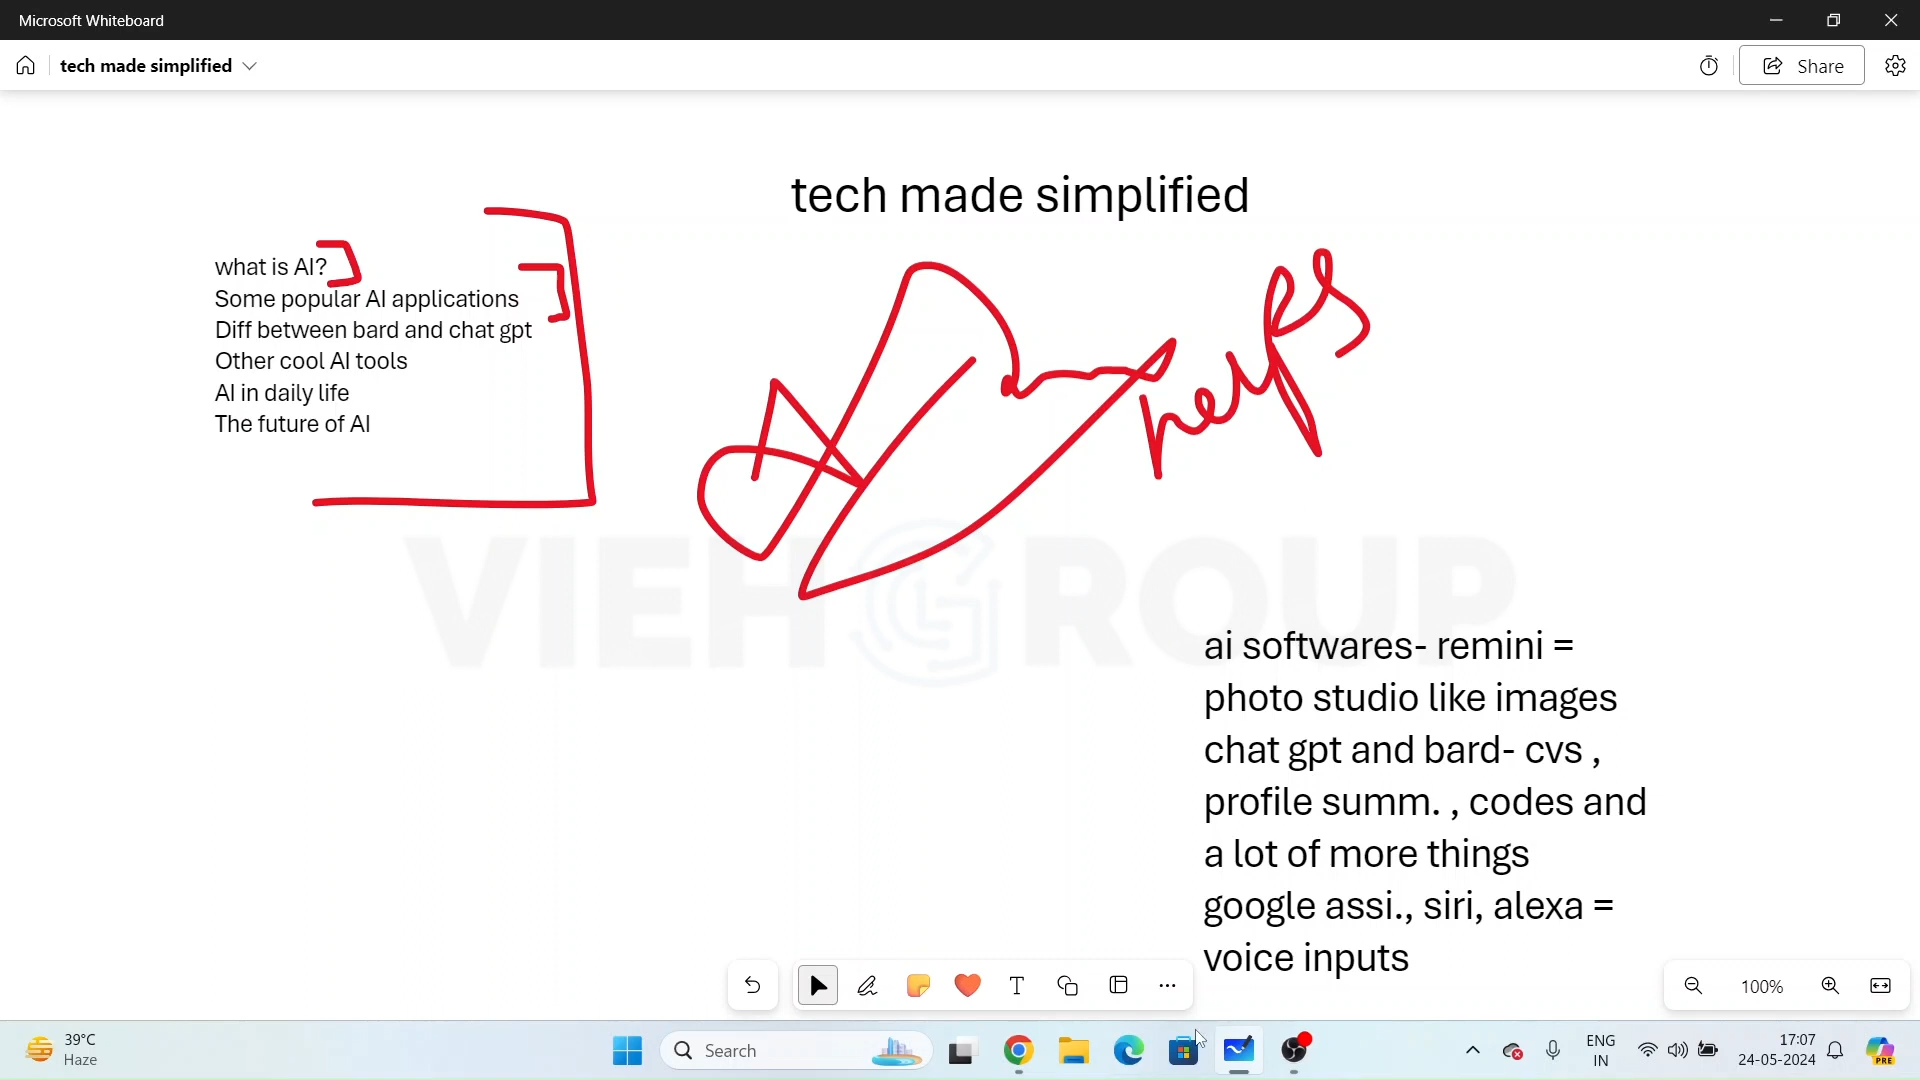 Microsoft Whiteboard
tech made simplified
Share
tech made simplified
what is AI?
Some popular AI applications
Diff between bard and chat gpt
Other cool AI tools
AI in daily life
The future of AI
VIEH GROUP
ai softwares- remini =
photo studio like images
chat gpt and bard- cvs ,
profile summ. , codes and
a lot of more things
google assi., siri, alexa =
voice inputs
100%
39°C
Haze
Search
ENG
IN
17:07
24-05-2024
PRE